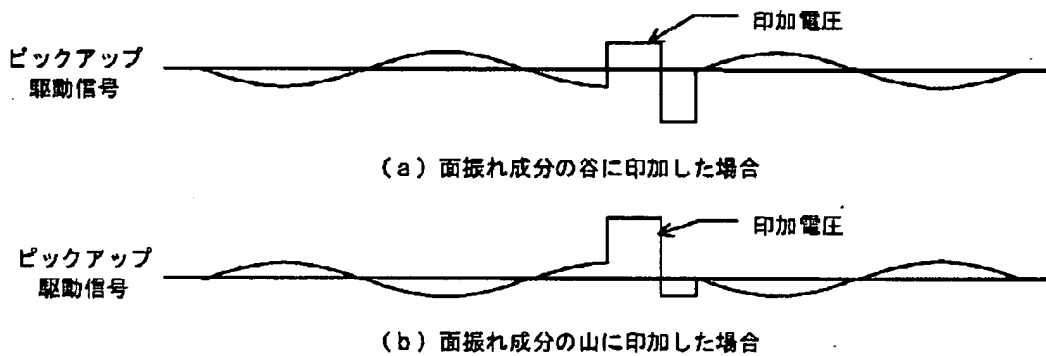 印加電圧
ピックアップ
駆動信号
(a)面振れ成分の谷に印加した場合
印加電圧
ピックアップ
駆動信号
(b)面振れ成分の山に印加した場合